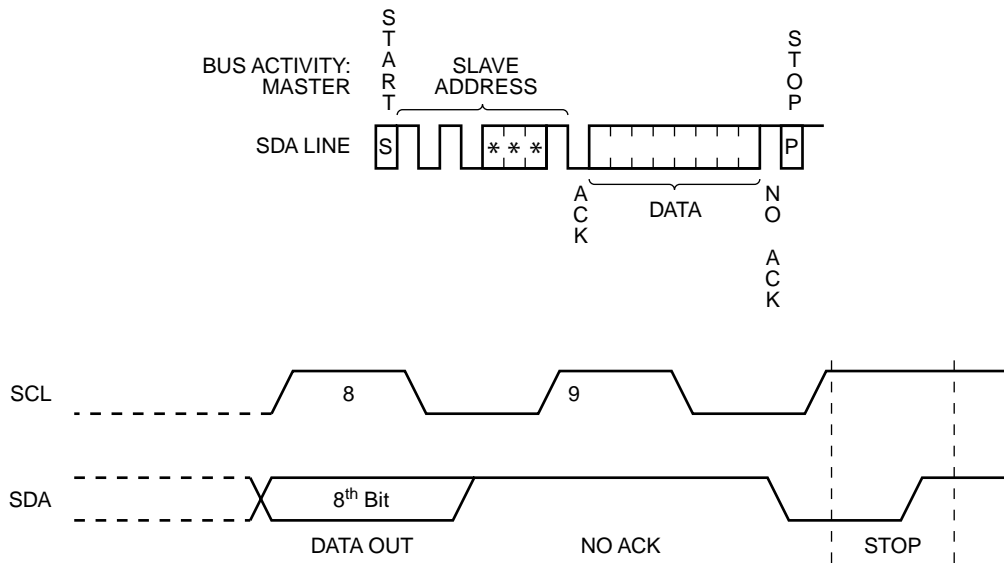 START
BUS ACTIVITY:
MASTER
SLAVE
ADDRESS
STOP
SDA LINE
S
* * *
P
ACK
DATA
NO ACK
SCL
8
9
SDA
8th Bit
DATA OUT
NO ACK
STOP